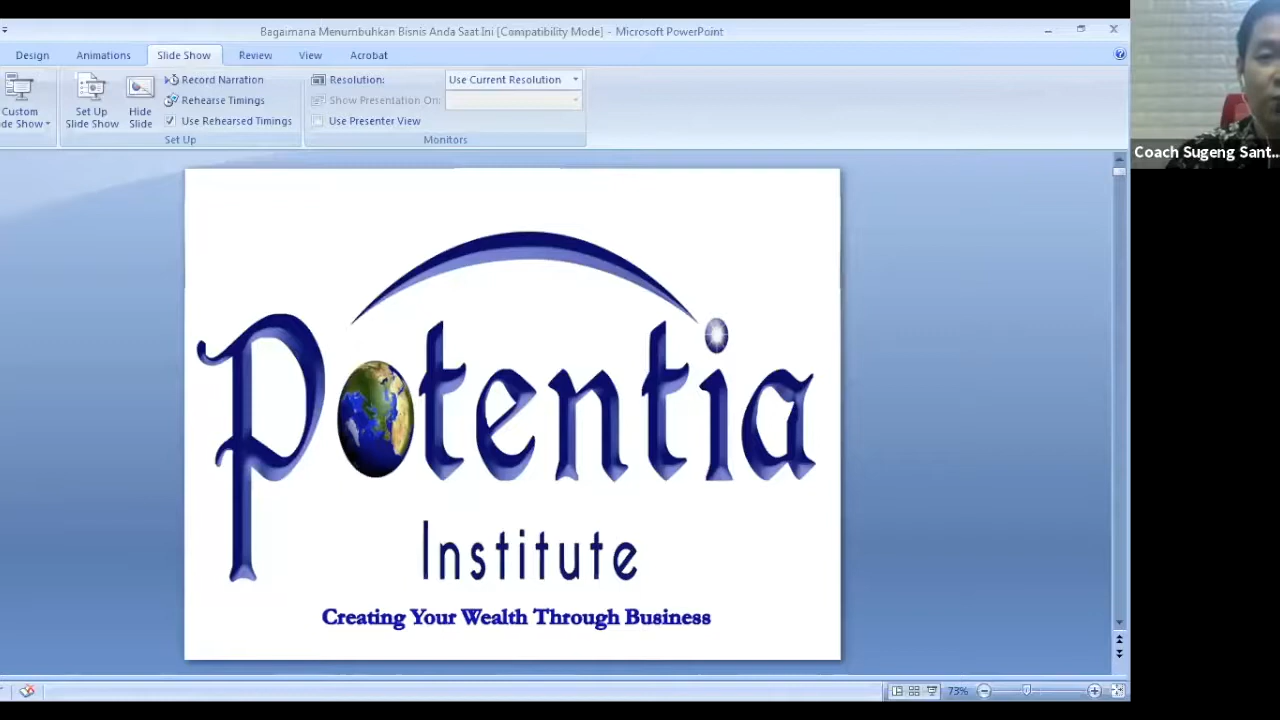 Bagaimana Menumbuhkan Bisnis Anda Saat Ini [Compatibility Mode] - Microsoft PowerPoint
Design Animations Slide Show Review View Acrobat
Custom
de Show
Set Up
Slide Show
Hide
Slide
Record Narration
Rehearse Timings
Use Rehearsed Timings
Set Up
Resolution: Use Current Resolution
Show Presentation On:
Use Presenter View
Monitors
Coach Sugeng Sant...
Potentia
Institute
Creating Your Wealth Through Business
73%